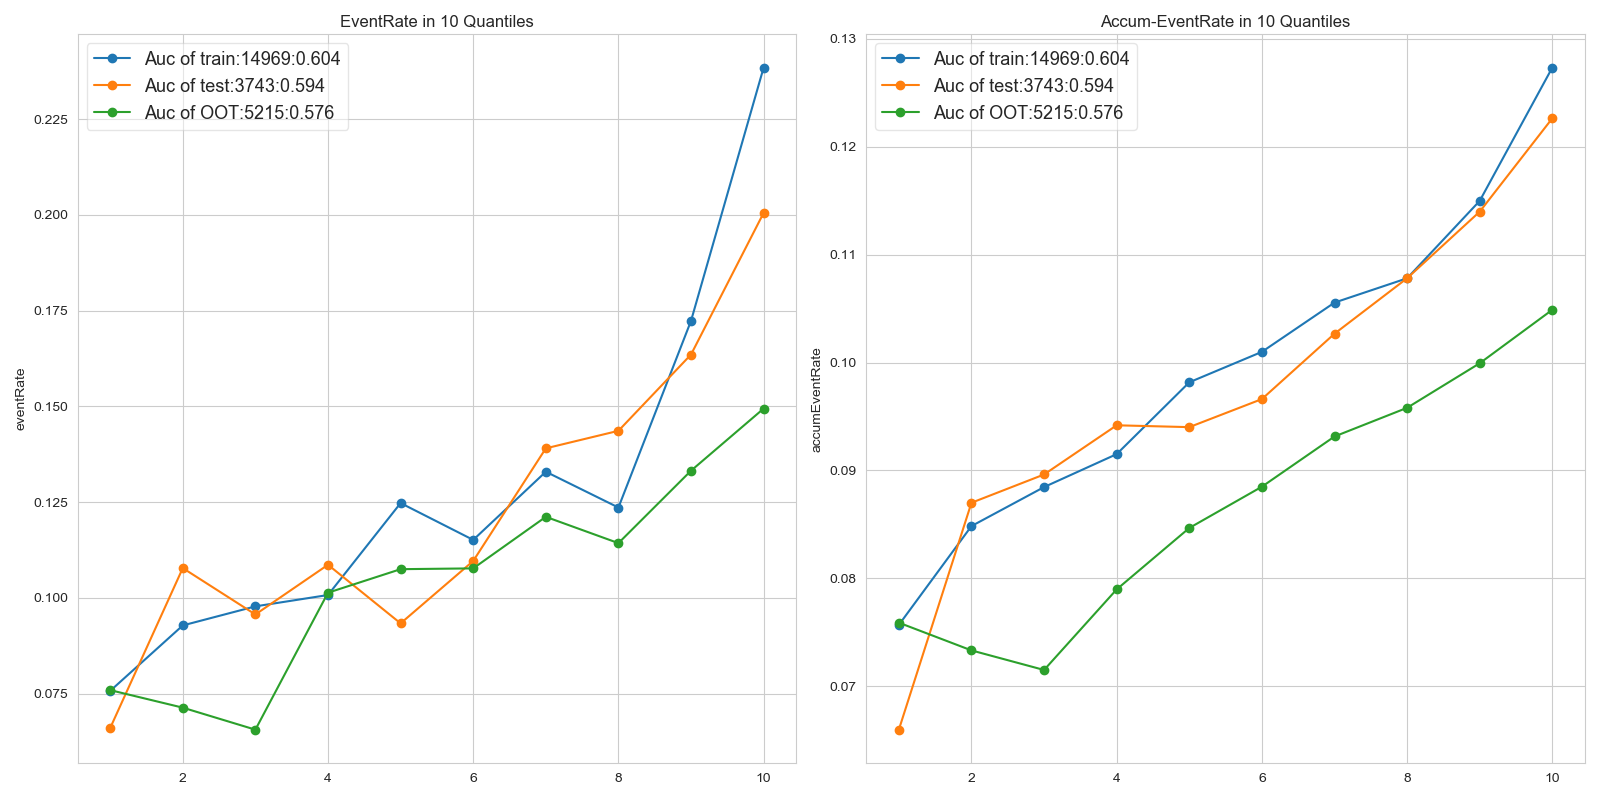 EventRate in 10 Quantiles
Auc of train:14969:0.604
Auc of test:3743:0.594
Auc of OOT:5215:0.576
eventRate
0.225
0.200
0.175
0.150
0.125
0.100
0.075
2 4 6 8 10
Accum-EventRate in 10 Quantiles
Auc of train:14969:0.604
Auc of test:3743:0.594
Auc of OOT:5215:0.576
accumEventRate
0.13
0.12
0.11
0.10
0.09
0.08
0.07
2 4 6 8 10